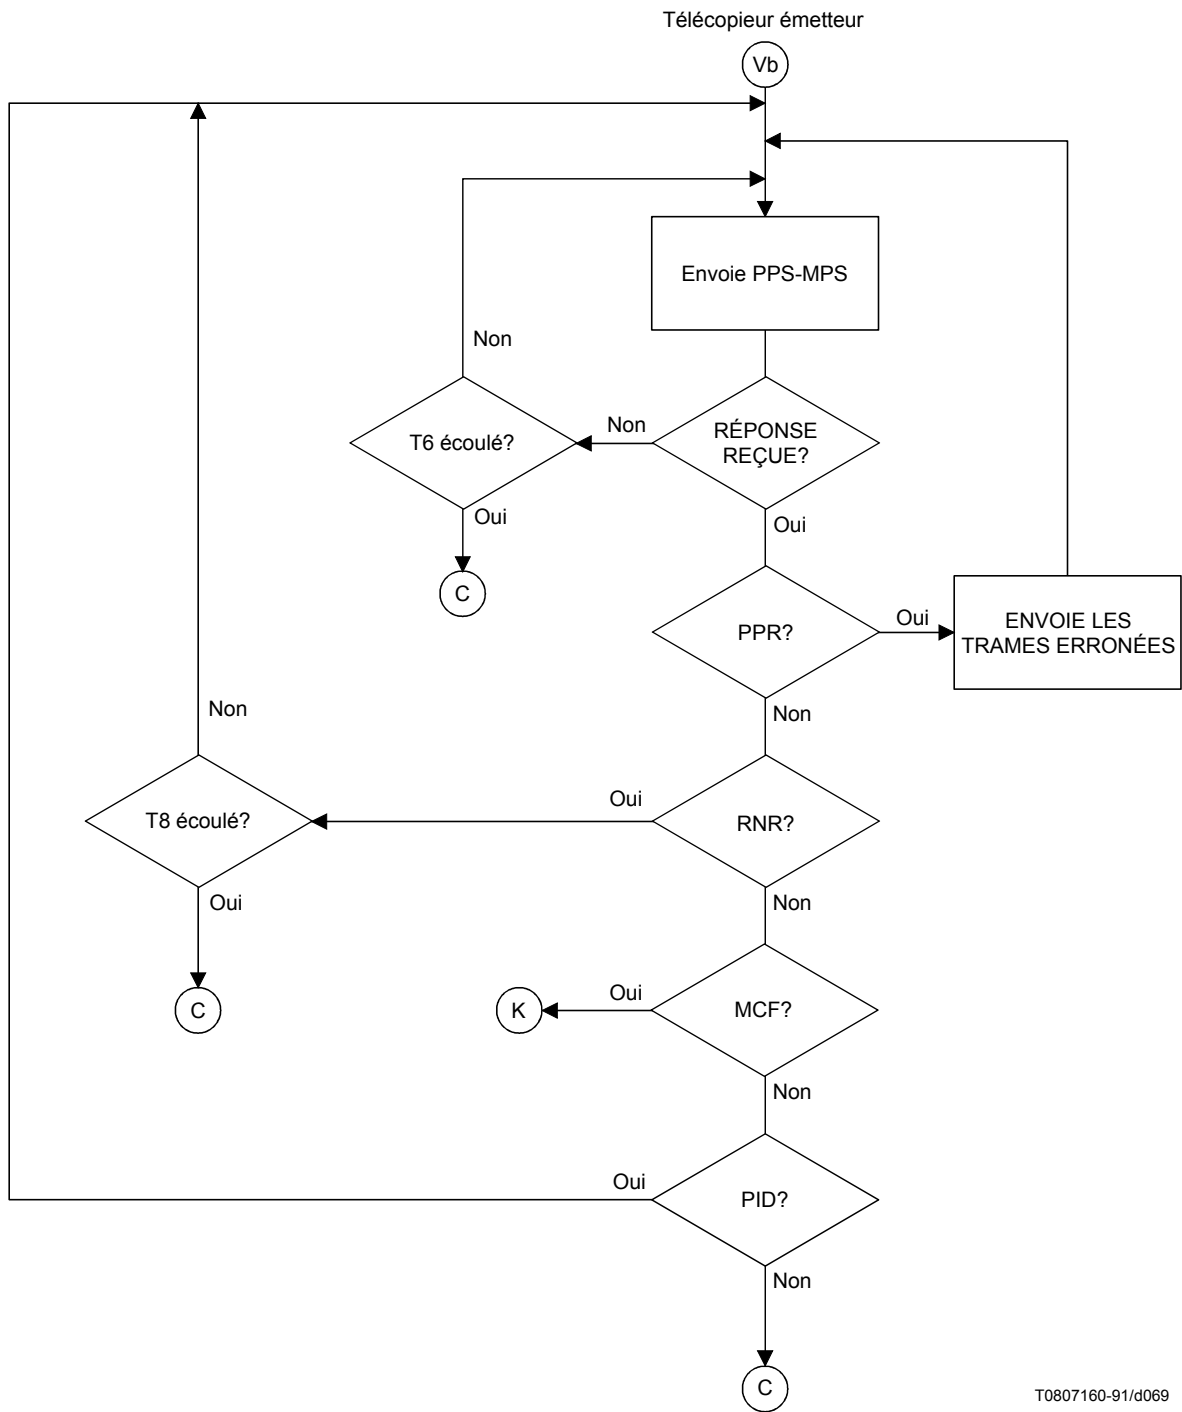 Télécopieur émetteur
Vb
Envoie PPS-MPS
Non
T6 écoulé?
Non
RÉPONSE
REÇUE?
Oui
Oui
C
PPR?
Oui
ENVOIE LES
TRAMES ERRONÉES
Non
Non
T8 écoulé?
Oui
RNR?
Oui
Non
C
K
Oui
MCF?
Non
Oui
PID?
Non
C
T0807160-91/d069